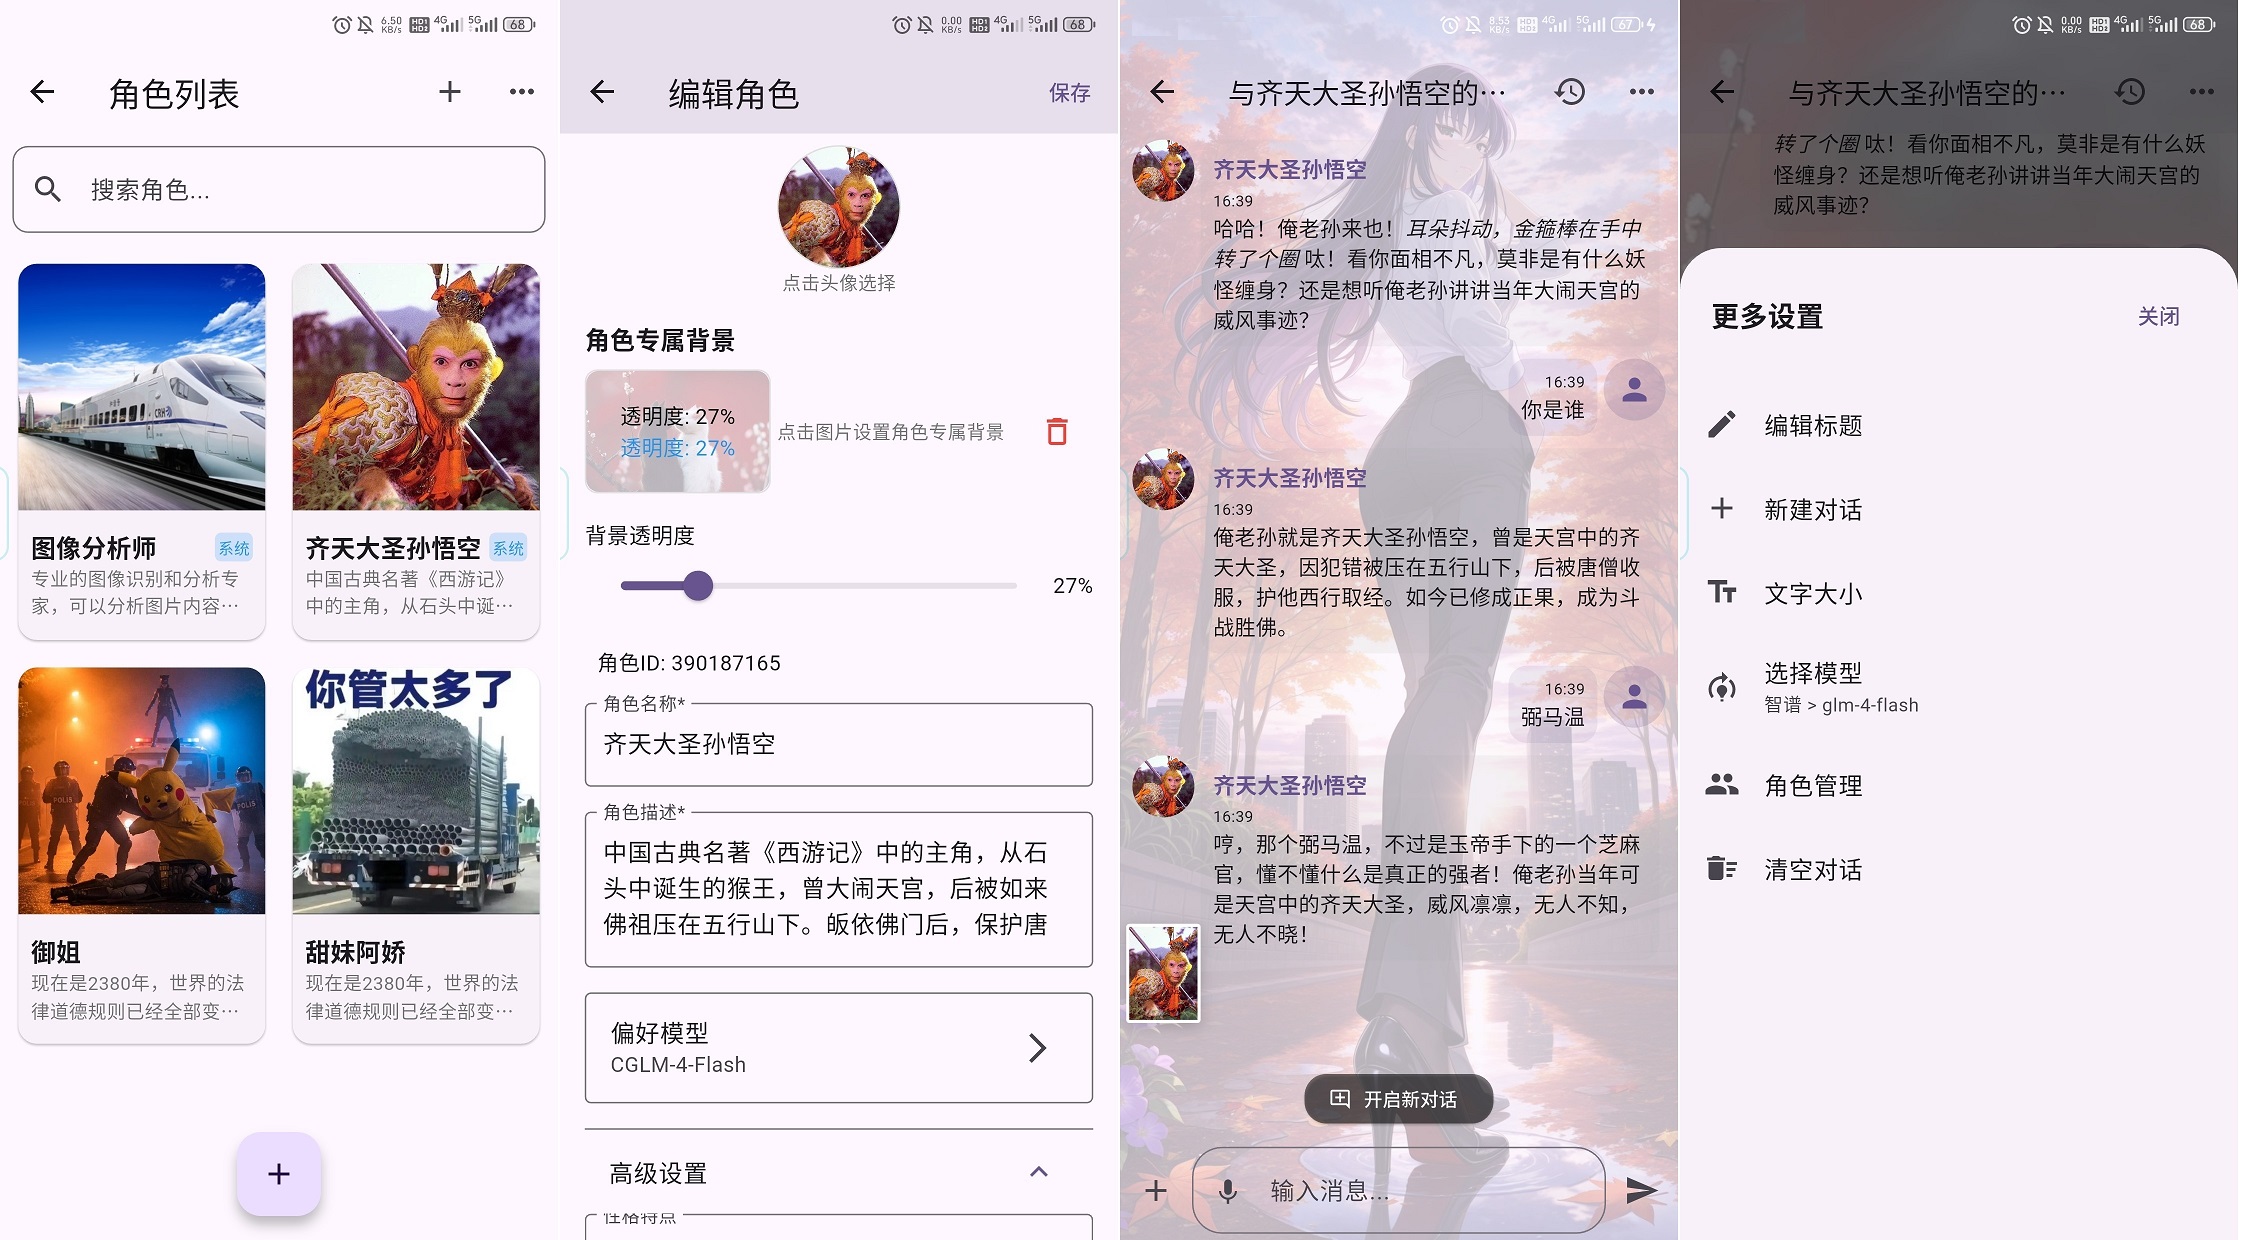 6.50
KB/s
HD1
HD2
4G
5G
68
角色列表
搜索角色...
CRH
图像分析师
系统
专业的图像识别和分析专
家，可以分析图片内容…
齐天大圣孙悟空
系统
中国古典名著《西游记》
中的主角，从石头中诞…
POLIS
POLIS
御姐
现在是2380年，世界的法
律道德规则已经全部变…
你管太多了
甜妹阿娇
现在是2380年，世界的法
律道德规则已经全部变…
0.00
KB/s
HD1
HD2
4G
5G
68
编辑角色
保存
点击头像选择
角色专属背景
透明度: 27%
透明度: 27%
点击图片设置角色专属背景
背景透明度
27%
角色ID: 390187165
角色名称*
齐天大圣孙悟空
角色描述*
中国古典名著《西游记》中的主角，从石
头中诞生的猴王，曾大闹天宫，后被如来
佛祖压在五行山下。皈依佛门后，保护唐
偏好模型
CGLM-4-Flash
高级设置
性格特点
8.53
KB/s
HD1
HD2
4G
5G
67
与齐天大圣孙悟空的…
齐天大圣孙悟空
16:39
哈哈！俺老孙来也！耳朵抖动，金箍棒在手中
转了个圈 呔！看你面相不凡，莫非是有什么妖
怪缠身？还是想听俺老孙讲讲当年大闹天宫的
威风事迹？
16:39
你是谁
齐天大圣孙悟空
16:39
俺老孙就是齐天大圣孙悟空，曾是天宫中的齐
天大圣，因犯错被压在五行山下，后被唐僧收
服，护他西行取经。如今已修成正果，成为斗
战胜佛。
16:39
弼马温
齐天大圣孙悟空
16:39
哼，那个弼马温，不过是玉帝手下的一个芝麻
官，懂不懂什么是真正的强者！俺老孙当年可
是天宫中的齐天大圣，威风凛凛，无人不知，
无人不晓！
开启新对话
输入消息...
0.00
KB/s
HD1
HD2
4G
5G
68
与齐天大圣孙悟空的…
转了个圈 呔！看你面相不凡，莫非是有什么妖
怪缠身？还是想听俺老孙讲讲当年大闹天宫的
威风事迹？
更多设置
关闭
编辑标题
新建对话
文字大小
选择模型
智谱 > glm-4-flash
角色管理
清空对话